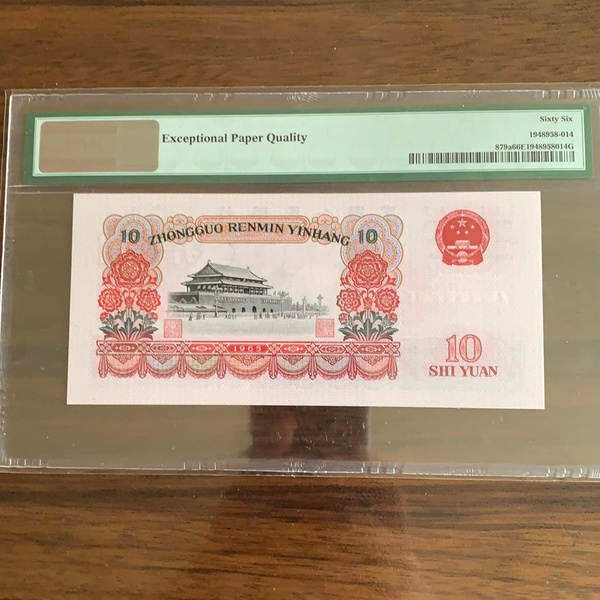 Exceptional Paper Quality
Sixty Six
1948958-014
879a66E1948958014G
10 ZHONGGUO RENMIN YINHANG 10
1965
10
SHI YUAN